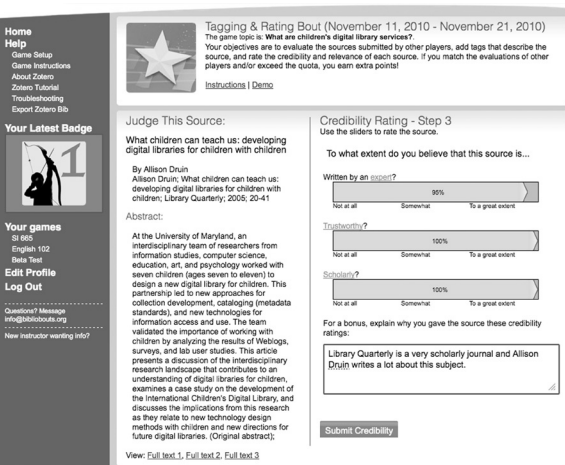 Home
Help
Game Setup
Game Instructions
About Zotero
Zotero Tutorial
Troubleshooting
Export Zotero Bib
Your Latest Badge
1
Your games
SI 665
English 102
Beta Test
Edit Profile
Log Out
Questions? Message
info@bibliobouts.org
New instructor wanting info?
Tagging & Rating Bout (November 11, 2010 - November 21, 2010)
The game topic is: What are children's digital library services?.
Your objectives are to evaluate the sources submitted by other players, add tags that describe the
source, and rate the credibility and relevance of each source. If you match the evaluations of other
players and/or exceed the quota, you earn extra points!
Instructions | Demo
Judge This Source:
What children can teach us: developing
digital libraries for children with children
By Allison Druin
Allison Druin; What children can teach us:
developing digital libraries for children with
children; Library Quarterly; 2005; 20-41
Abstract:
At the University of Maryland, an
interdisciplinary team of researchers from
information studies, computer science,
education, art, and psychology worked with
seven children (ages seven to eleven) to
design a new digital library for children. This
partnership led to new approaches for
collection development, cataloging (metadata
standards), and new technologies for
information access and use. The team
validated the importance of working with
children by analyzing the results of Weblogs,
surveys, and lab user studies. This article
presents a discussion of the interdisciplinary
research landscape that contributes to an
understanding of digital libraries for children,
examines a case study on the development of
the International Children's Digital Library, and
discusses the implications from this research
as they relate to new technology design
methods with children and new directions for
future digital libraries. (Original abstract);
View: Full text 1, Full text 2, Full text 3
Credibility Rating - Step 3
Use the sliders to rate the source.
To what extent do you believe that this source is...
Written by an expert?
95%
Not at all Somewhat To a great extent
Trustworthy?
100%
Not at all Somewhat To a great extent
Scholarly?
100%
Not at all Somewhat To a great extent
For a bonus, explain why you gave the source these credibility
ratings:
Library Quarterly is a very scholarly journal and Allison
Druin writes a lot about this subject.
Submit Credibility